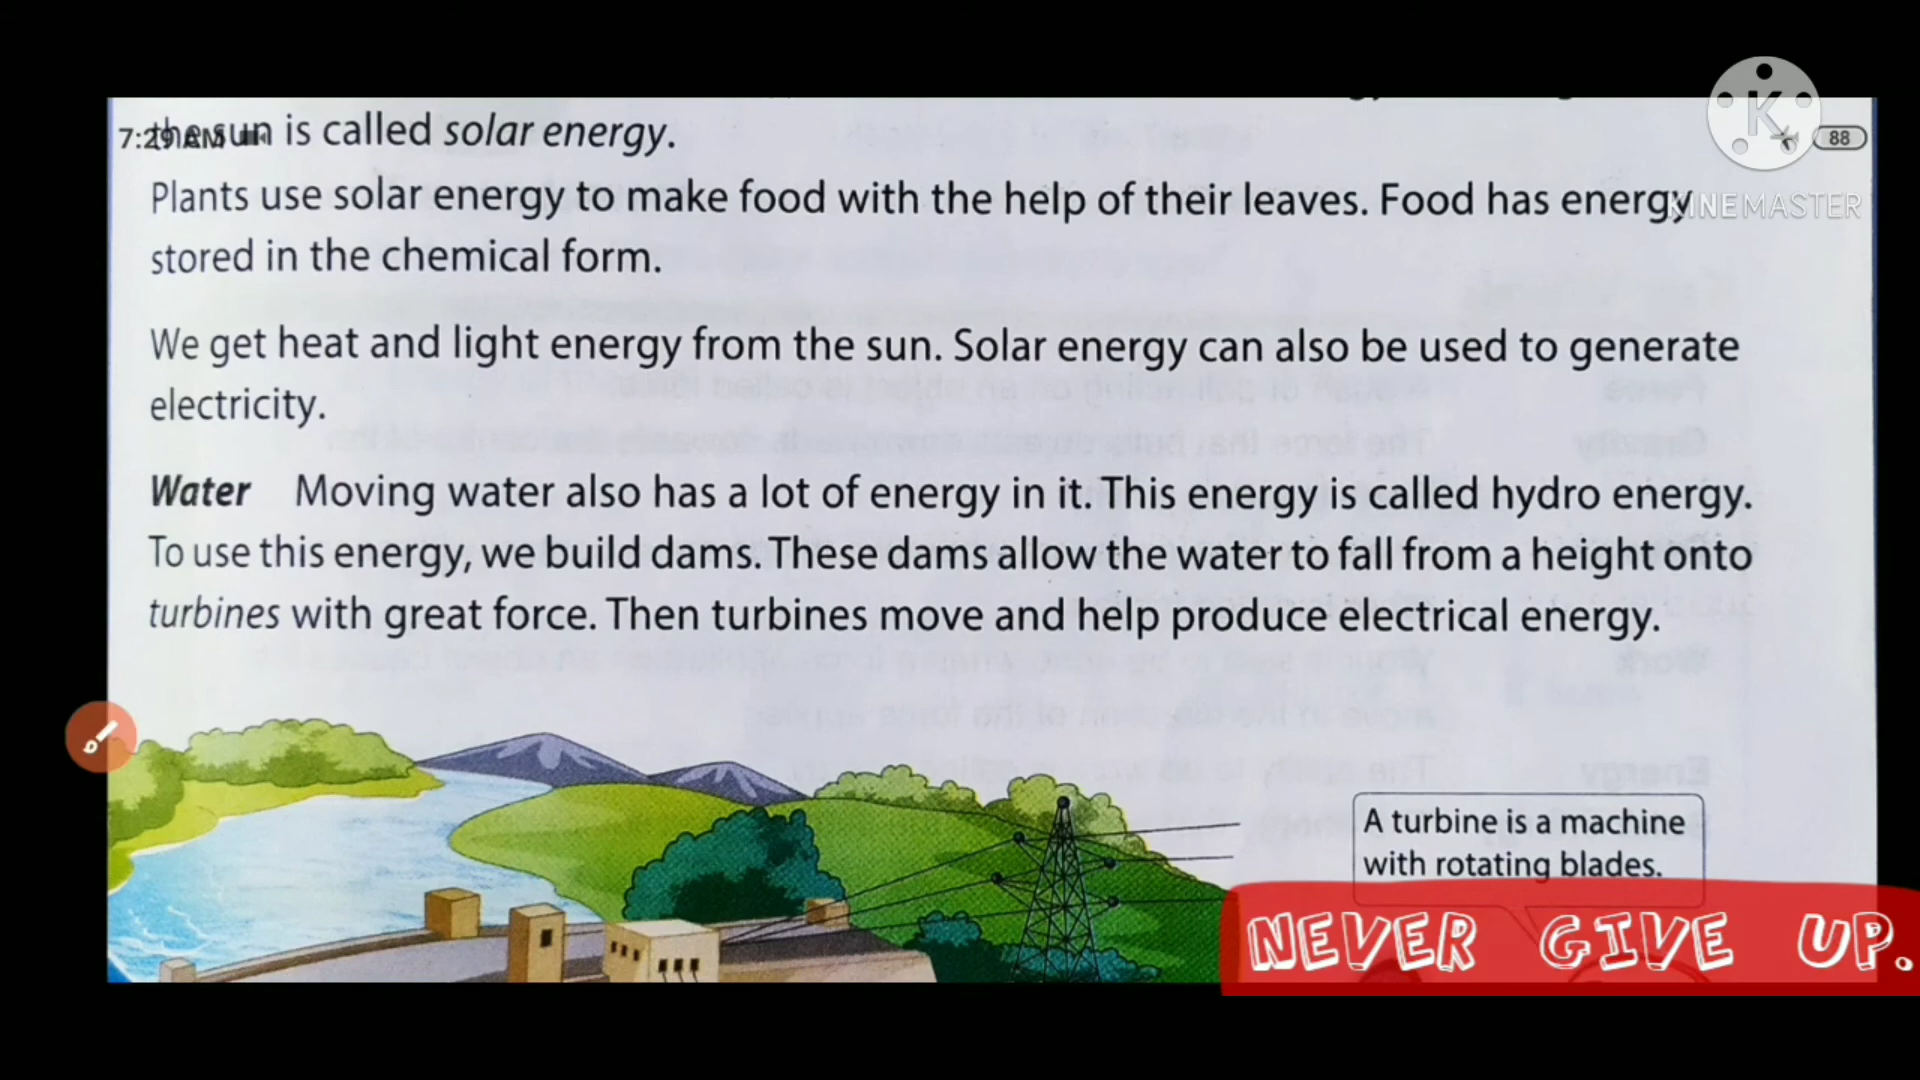 the sun is called solar energy.
7:29 AM
88
KINEMASTER
Plants use solar energy to make food with the help of their leaves. Food has energy
stored in the chemical form.
We get heat and light energy from the sun. Solar energy can also be used to generate
electricity.
Water Moving water also has a lot of energy in it. This energy is called hydro energy.
To use this energy, we build dams. These dams allow the water to fall from a height onto
turbines with great force. Then turbines move and help produce electrical energy.
A turbine is a machine
with rotating blades.
NEVER GIVE UP.